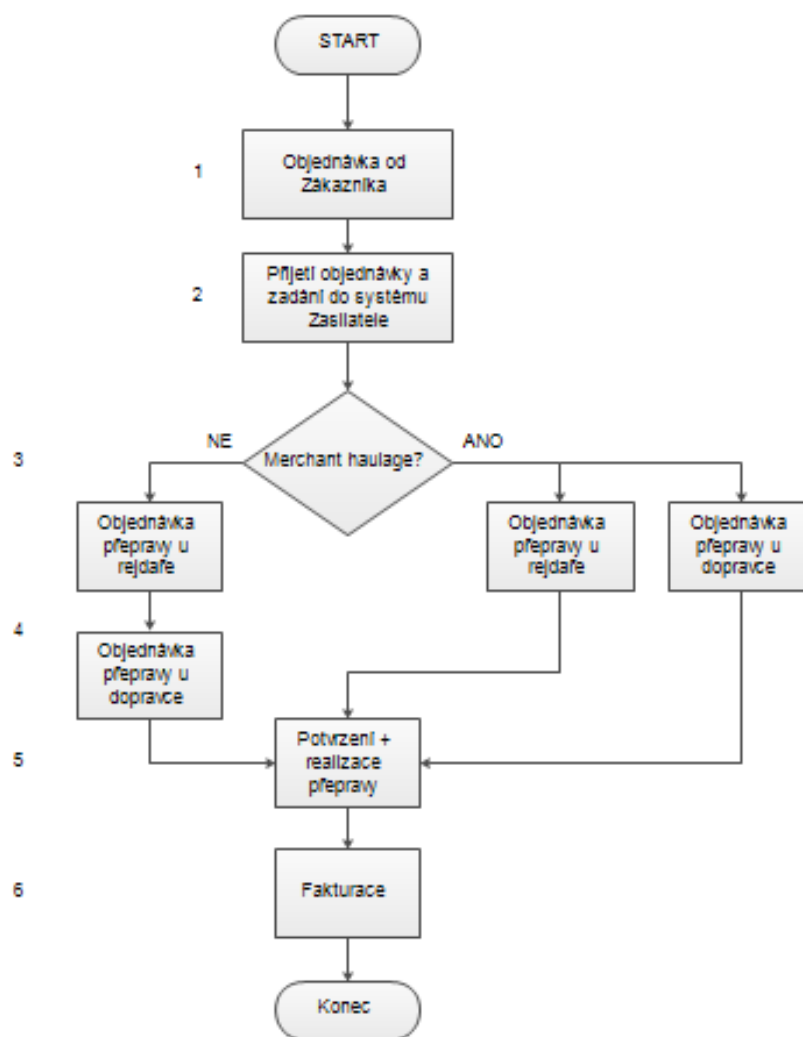 START
1
Objednávka od
Zákazníka
2
Přijetí objednávky a
zadání do systému
Zasílatele
3
NE
Merchant haulage?
ANO
Objednávka
přepravy u
rejdaře
Objednávka
přepravy u
rejdaře
Objednávka
přepravy u
dopravce
4
Objednávka
přepravy u
dopravce
5
Potvrzení +
realizace
přepravy
6
Fakturace
Konec